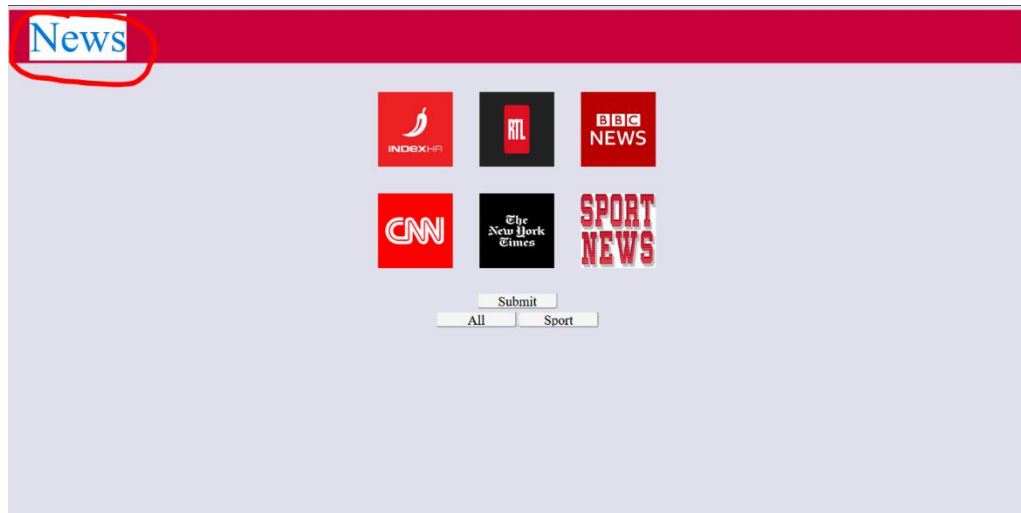 News
INDEXHR
RTL
BBC
NEWS
CNN
The
New York
Times
SPORT
NEWS
Submit
All
Sport